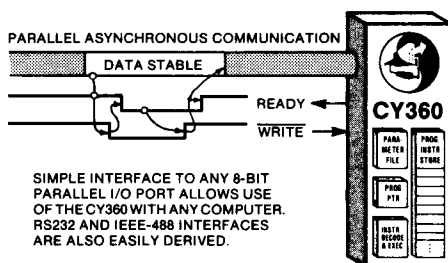 PARALLEL ASYNCHRONOUS COMMUNICATION
DATA STABLE
READY
WRITE
CY360
PARA-
METER
FILE
PROG
INSTR
STORE
PROG
PTR
INSTR
DECODE
& EXEC
SIMPLE INTERFACE TO ANY 8-BIT
PARALLEL I/O PORT ALLOWS USE
OF THE CY360 WITH ANY COMPUTER.
RS232 AND IEEE-488 INTERFACES
ARE ALSO EASILY DERIVED.